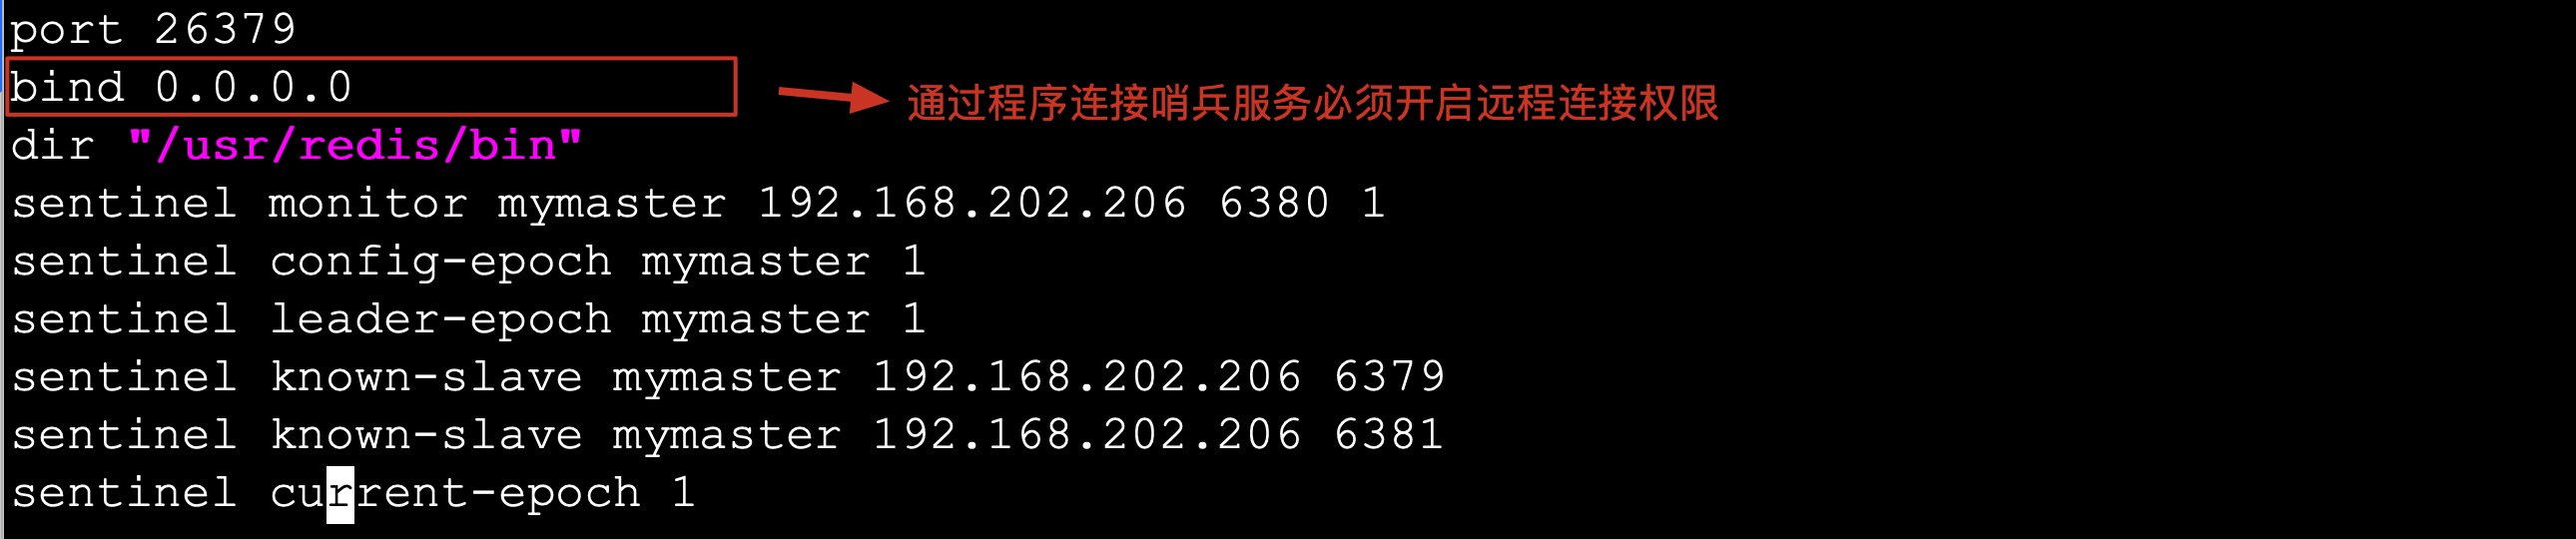 port 26379
bind 0.0.0.0
通过程序连接哨兵服务必须开启远程连接权限
dir "/usr/redis/bin"
sentinel monitor mymaster 192.168.202.206 6380 1
sentinel config-epoch mymaster 1
sentinel leader-epoch mymaster 1
sentinel known-slave mymaster 192.168.202.206 6379
sentinel known-slave mymaster 192.168.202.206 6381
sentinel current-epoch 1